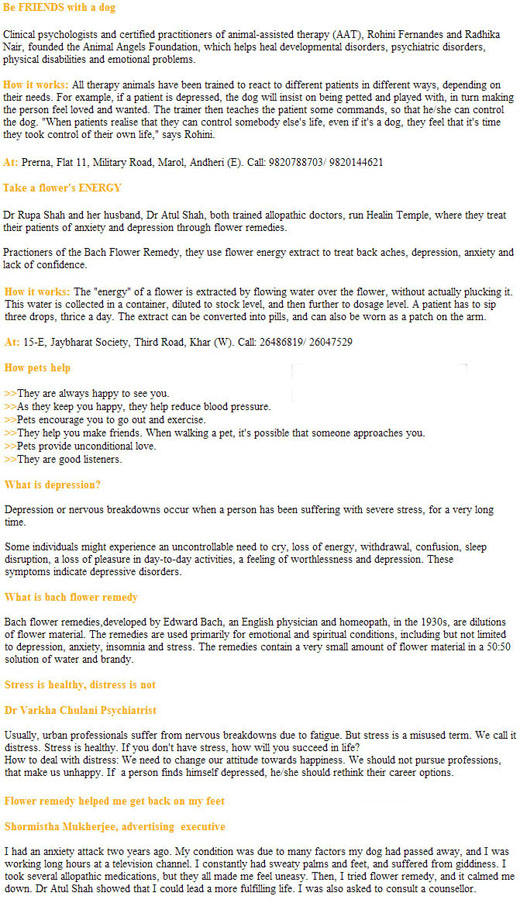 Be FRIENDS with a dog
Clinical psychologists and certified practitioners of animal-assisted therapy (AAT), Rohini Fernandes and Radhika
Nair, founded the Animal Angels Foundation, which helps heal developmental disorders, psychiatric disorders,
physical disabilities and emotional problems.
How it works: All therapy animals have been trained to react to different patients in different ways, depending on
their needs. For example, if a patient is depressed, the dog will insist on being petted and played with, in turn making
the person feel loved and wanted. The trainer then teaches the patient some commands, so that he/she can control
the dog. "When patients realise that they can control somebody else's life, even if it's a dog, they feel that it's time
they took control of their own life," says Rohini.
At: Prerna, Flat 11, Military Road, Marol, Andheri (E). Call: 9820788703/ 9820144621
Take a flower's ENERGY
Dr Rupa Shah and her husband, Dr Atul Shah, both trained allopathic doctors, run Healin Temple, where they treat
their patients of anxiety and depression through flower remedies.
Practioners of the Bach Flower Remedy, they use flower energy extract to treat back aches, depression, anxiety and
lack of confidence.
How it works: The "energy" of a flower is extracted by flowing water over the flower, without actually plucking it.
This water is collected in a container, diluted to stock level, and then further to dosage level. A patient has to sip
three drops, thrice a day. The extract can be converted into pills, and can also be worn as a patch on the arm.
At: 15-E, Jaybharat Society, Third Road, Khar (W). Call: 26486819/ 26047529
How pets help
>>They are always happy to see you.
>>As they keep you happy, they help reduce blood pressure.
>>Pets encourage you to go out and exercise.
>>They help you make friends. When walking a pet, it's possible that someone approaches you.
>>Pets provide unconditional love.
>>They are good listeners.
What is depression?
Depression or nervous breakdowns occur when a person has been suffering with severe stress, for a very long
time.
Some individuals might experience an uncontrollable need to cry, loss of energy, withdrawal, confusion, sleep
disruption, a loss of pleasure in day-to-day activities, a feeling of worthlessness and depression. These
symptoms indicate depressive disorders.
What is bach flower remedy
Bach flower remedies,developed by Edward Bach, an English physician and homeopath, in the 1930s, are dilutions
of flower material. The remedies are used primarily for emotional and spiritual conditions, including but not limited
to depression, anxiety, insomnia and stress. The remedies contain a very small amount of flower material in a 50:50
solution of water and brandy.
Stress is healthy, distress is not
Dr Varkha Chulani Psychiatrist
Usually, urban professionals suffer from nervous breakdowns due to fatigue. But stress is a misused term. We call it
distress. Stress is healthy. If you don't have stress, how will you succeed in life?
How to deal with distress: We need to change our attitude towards happiness. We should not pursue professions,
that make us unhappy. If a person finds himself depressed, he/she should rethink their career options.
Flower remedy helped me get back on my feet
Shormistha Mukherjee, advertising executive
I had an anxiety attack two years ago. My condition was due to many factors my dog had passed away, and I was
working long hours at a television channel. I constantly had sweaty palms and feet, and suffered from giddiness. I
took several allopathic medications, but they all made me feel uneasy. Then, I tried flower remedy, and it calmed me
down. Dr Atul Shah showed that I could lead a more fulfilling life. I was also asked to consult a counsellor.